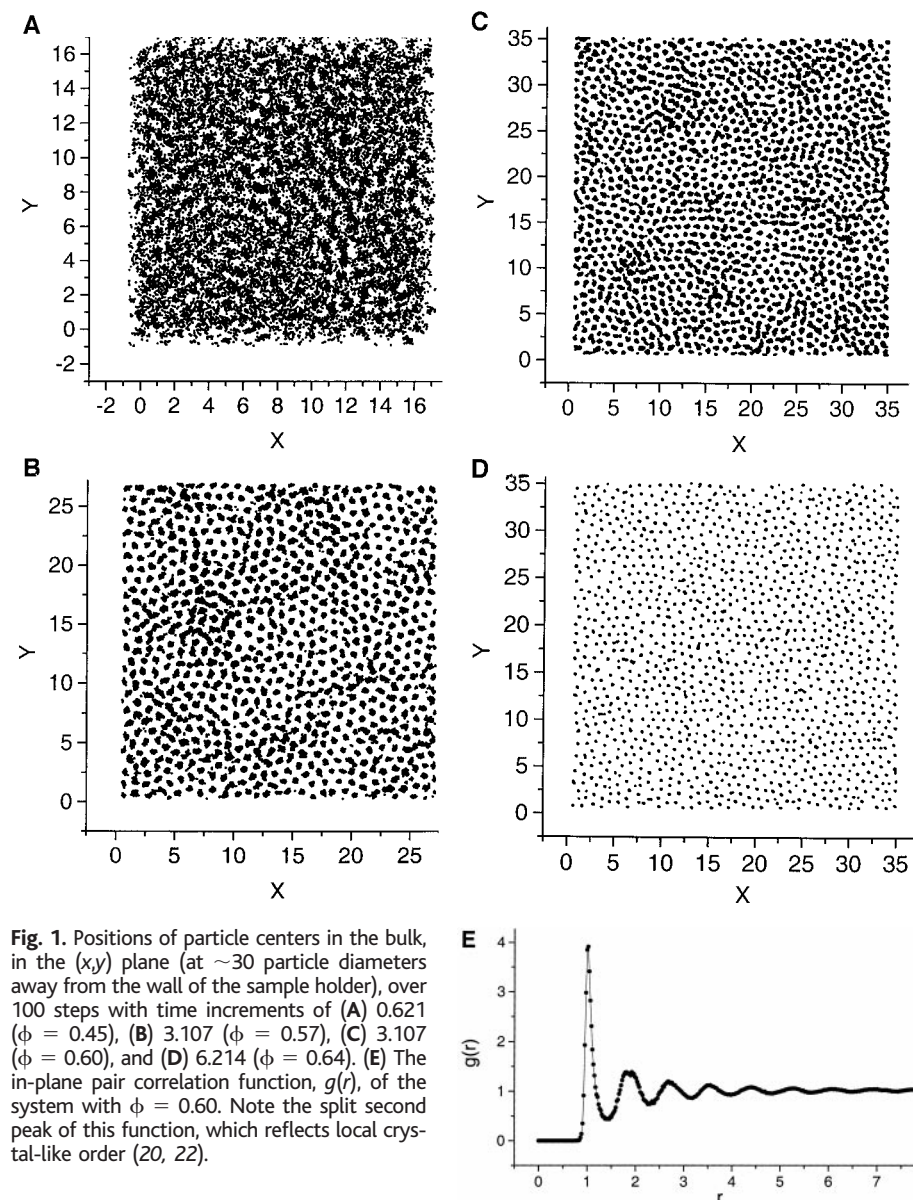 A
16
14
12
10
8
6
4
2
0
-2
Y
-2 0 2 4 6 8 10 12 14 16
X
B
25
20
15
10
5
0
Y
0 5 10 15 20 25
X
C
35
30
25
20
15
10
5
0
Y
0 5 10 15 20 25 30 35
X
D
35
30
25
20
15
10
5
0
Y
0 5 10 15 20 25 30 35
X
Fig. 1. Positions of particle centers in the bulk,
in the (x,y) plane (at ~30 particle diameters
away from the wall of the sample holder), over
100 steps with time increments of (A) 0.621
(ϕ = 0.45), (B) 3.107 (ϕ = 0.57), (C) 3.107
(ϕ = 0.60), and (D) 6.214 (ϕ = 0.64). (E) The
in-plane pair correlation function, g(r), of the
system with ϕ = 0.60. Note the split second
peak of this function, which reflects local crys-
tal-like order (20, 22).
E
4
3
2
1
0
g(r)
0 1 2 3 4 5 6 7
r